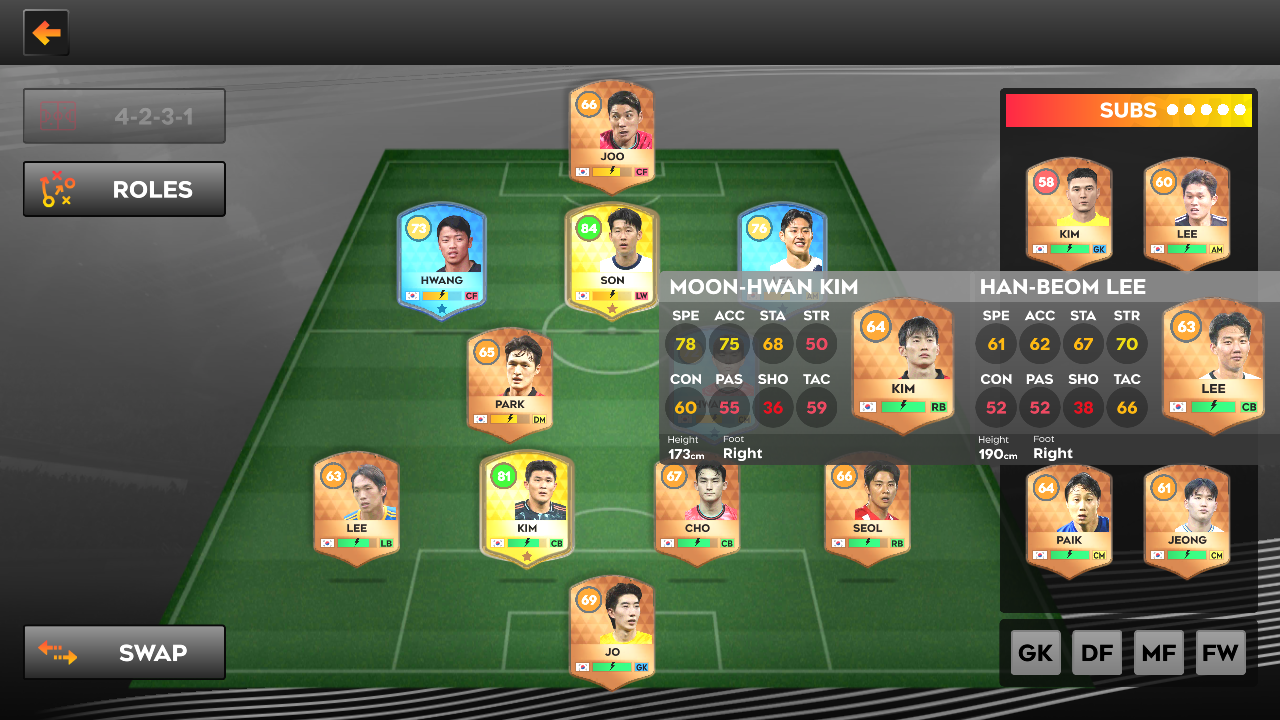 4-2-3-1
ROLES
SUBS
66
JOO
CF
73
HWANG
CF
84
SON
LW
76
58
KIM
GK
60
LEE
AM
MOON-HWAN KIM
SPE ACC STA STR
78 75 68 50
CON PAS SHO TAC
60 55 36 59
Height Foot
173cm Right
64
KIM
RB
HAN-BEOM LEE
SPE ACC STA STR
61 62 67 70
CON PAS SHO TAC
52 52 38 66
Height Foot
190cm Right
63
LEE
CB
65
PARK
DM
63
LEE
LB
81
KIM
CB
67
CHO
CB
66
SEOL
RB
64
PAIK
CM
61
JEONG
CM
69
JO
GK
SWAP
GK DF MF FW